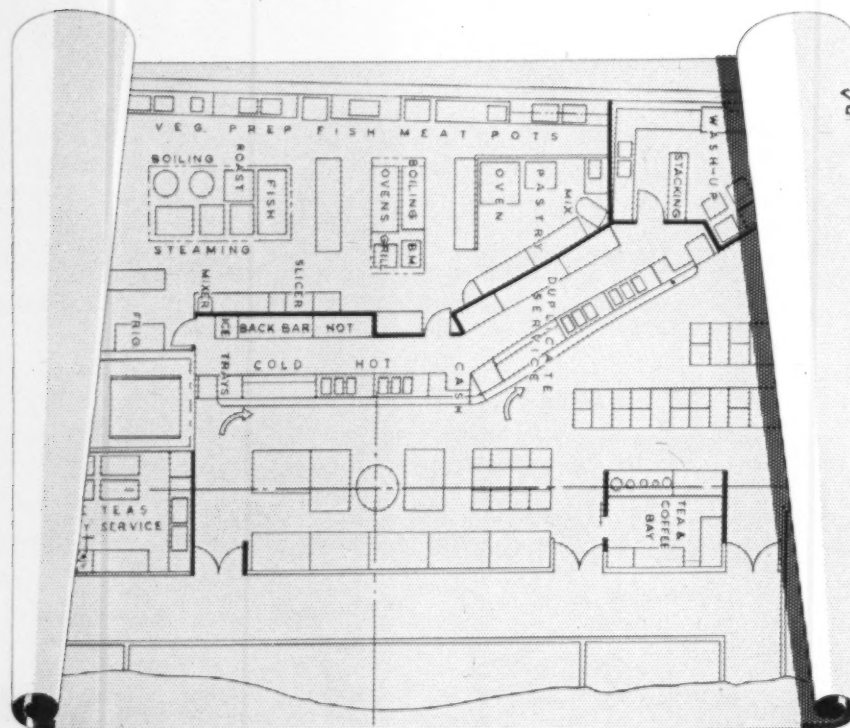 VEG. PREP FISH MEAT POTS
WASH-UP
STACKING
BOILING
ROAST
FISH
STEAMING
BOILING
OVENS
GRILL
BM
OVEN
PASTRY
MIX
MIXER
SLICER
DUPLICATE
SERVICE
FRIG
ICE
BACK BAR
HOT
TRAYS
COLD
HOT
CASH
TEAS
SERVICE
TEA &
COFFEE
BAY